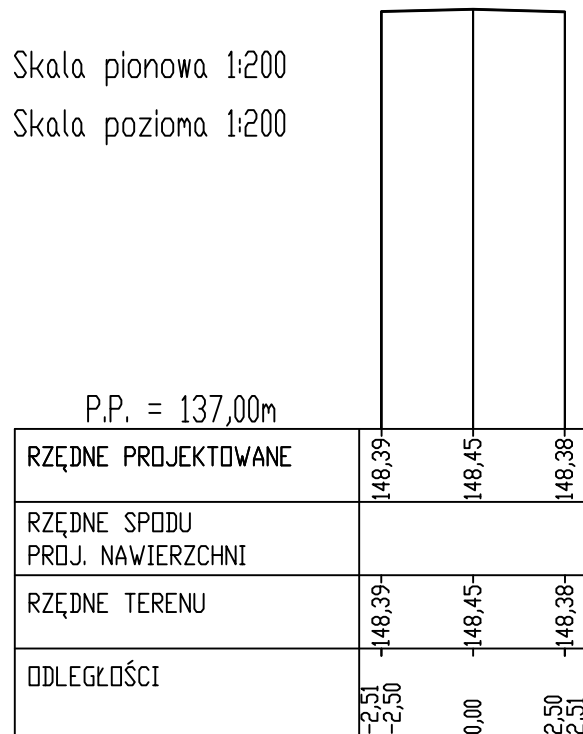 Skala pionowa 1:200
Skala pozioma 1:200
P.P. = 137,00m
RZĘDNE PROJEKTOWANE
148,39
148,45
148,38
RZĘDNE SPODU
PROJ. NAWIERZCHNI
RZĘDNE TERENU
148,39
148,45
148,38
ODLEGŁOŚCI
-2,51
-2,50
0,00
2,50
2,51